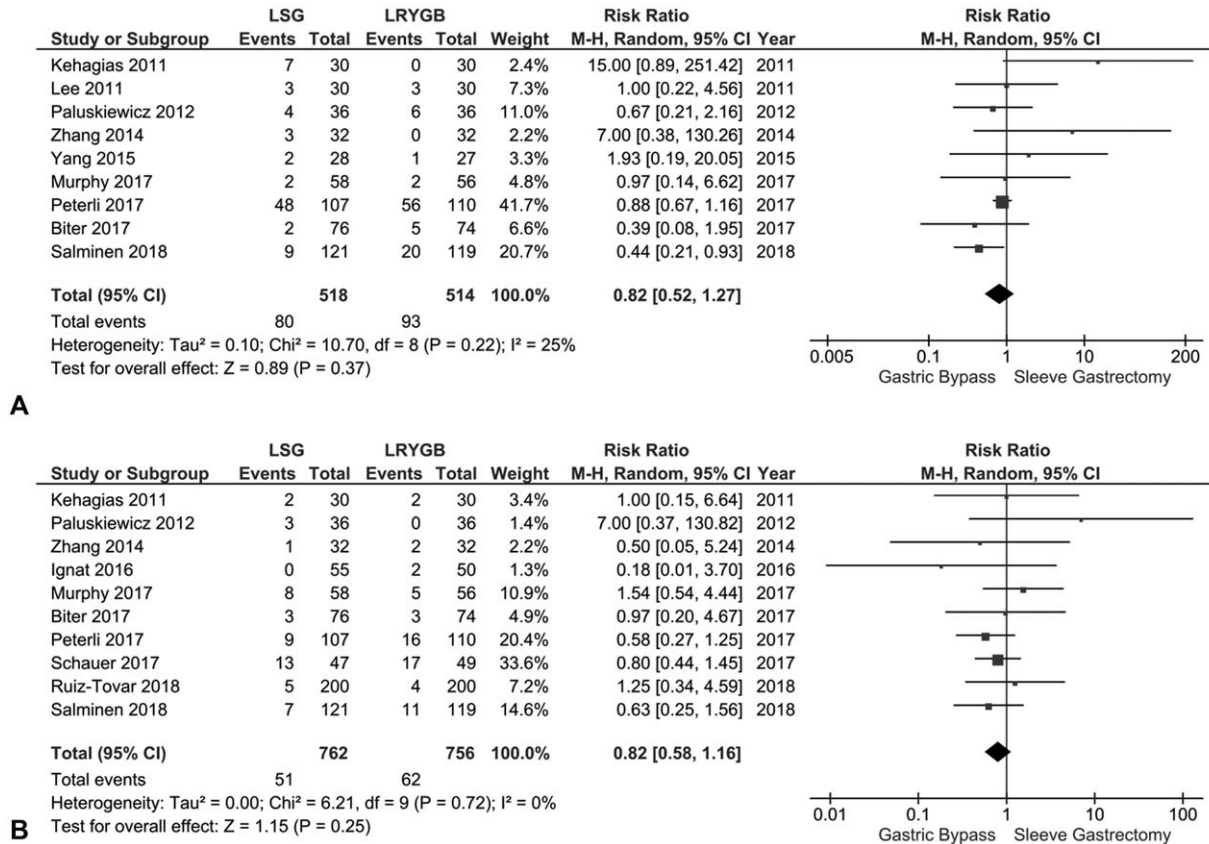 LSG LRYGB Risk Ratio Risk Ratio
Study or Subgroup Events Total Events Total Weight M-H, Random, 95% CI Year M-H, Random, 95% CI
Kehagias 2011 7 30 0 30 2.4% 15.00 [0.89, 251.42] 2011
Lee 2011 3 30 3 30 7.3% 1.00 [0.22, 4.56] 2011
Paluskiewicz 2012 4 36 6 36 11.0% 0.67 [0.21, 2.16] 2012
Zhang 2014 3 32 0 32 2.2% 7.00 [0.38, 130.26] 2014
Yang 2015 2 28 1 27 3.3% 1.93 [0.19, 20.05] 2015
Murphy 2017 2 58 2 56 4.8% 0.97 [0.14, 6.62] 2017
Peterli 2017 48 107 56 110 41.7% 0.88 [0.67, 1.16] 2017
Biter 2017 2 76 5 74 6.6% 0.39 [0.08, 1.95] 2017
Salminen 2018 9 121 20 119 20.7% 0.44 [0.21, 0.93] 2018
Total (95% CI) 518 514 100.0% 0.82 [0.52, 1.27]
Total events 80 93
Heterogeneity: Tau² = 0.10; Chi² = 10.70, df = 8 (P = 0.22); I² = 25%
Test for overall effect: Z = 0.89 (P = 0.37)
0.005 0.1 1 10 200
Gastric Bypass Sleeve Gastrectomy
A
LSG LRYGB Risk Ratio Risk Ratio
Study or Subgroup Events Total Events Total Weight M-H, Random, 95% CI Year M-H, Random, 95% CI
Kehagias 2011 2 30 2 30 3.4% 1.00 [0.15, 6.64] 2011
Paluskiewicz 2012 3 36 0 36 1.4% 7.00 [0.37, 130.82] 2012
Zhang 2014 1 32 2 32 2.2% 0.50 [0.05, 5.24] 2014
Ignat 2016 0 55 2 50 1.3% 0.18 [0.01, 3.70] 2016
Murphy 2017 8 58 5 56 10.9% 1.54 [0.54, 4.44] 2017
Biter 2017 3 76 3 74 4.9% 0.97 [0.20, 4.67] 2017
Peterli 2017 9 107 16 110 20.4% 0.58 [0.27, 1.25] 2017
Schauer 2017 13 47 17 49 33.6% 0.80 [0.44, 1.45] 2017
Ruiz-Tovar 2018 5 200 4 200 7.2% 1.25 [0.34, 4.59] 2018
Salminen 2018 7 121 11 119 14.6% 0.63 [0.25, 1.56] 2018
Total (95% CI) 762 756 100.0% 0.82 [0.58, 1.16]
Total events 51 62
Heterogeneity: Tau² = 0.00; Chi² = 6.21, df = 9 (P = 0.72); I² = 0%
Test for overall effect: Z = 1.15 (P = 0.25)
0.01 0.1 1 10 100
Gastric Bypass Sleeve Gastrectomy
B